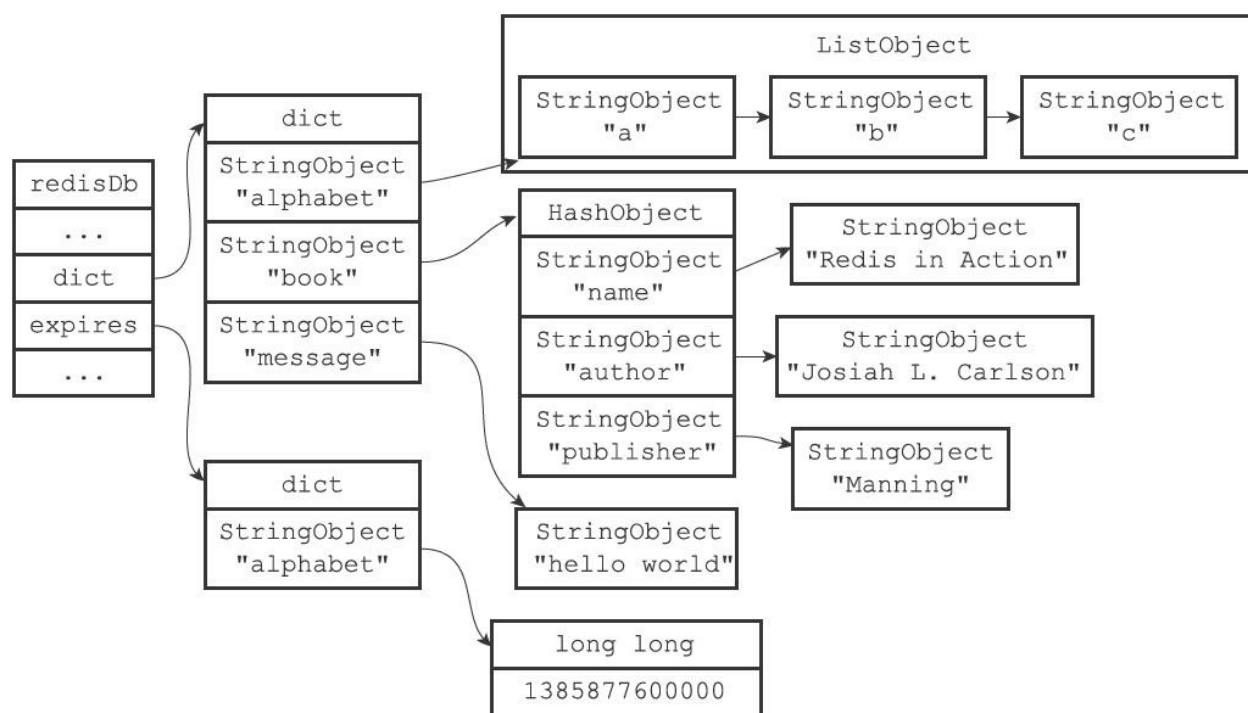 redisDb
...
dict
expires
...
dict
StringObject
"alphabet"
StringObject
"book"
StringObject
"message"
dict
StringObject
"alphabet"
ListObject
StringObject
"a"
StringObject
"b"
StringObject
"c"
HashObject
StringObject
"name"
StringObject
"author"
StringObject
"publisher"
StringObject
"Redis in Action"
StringObject
"Josiah L. Carlson"
StringObject
"Manning"
StringObject
"hello world"
long long
1385877600000